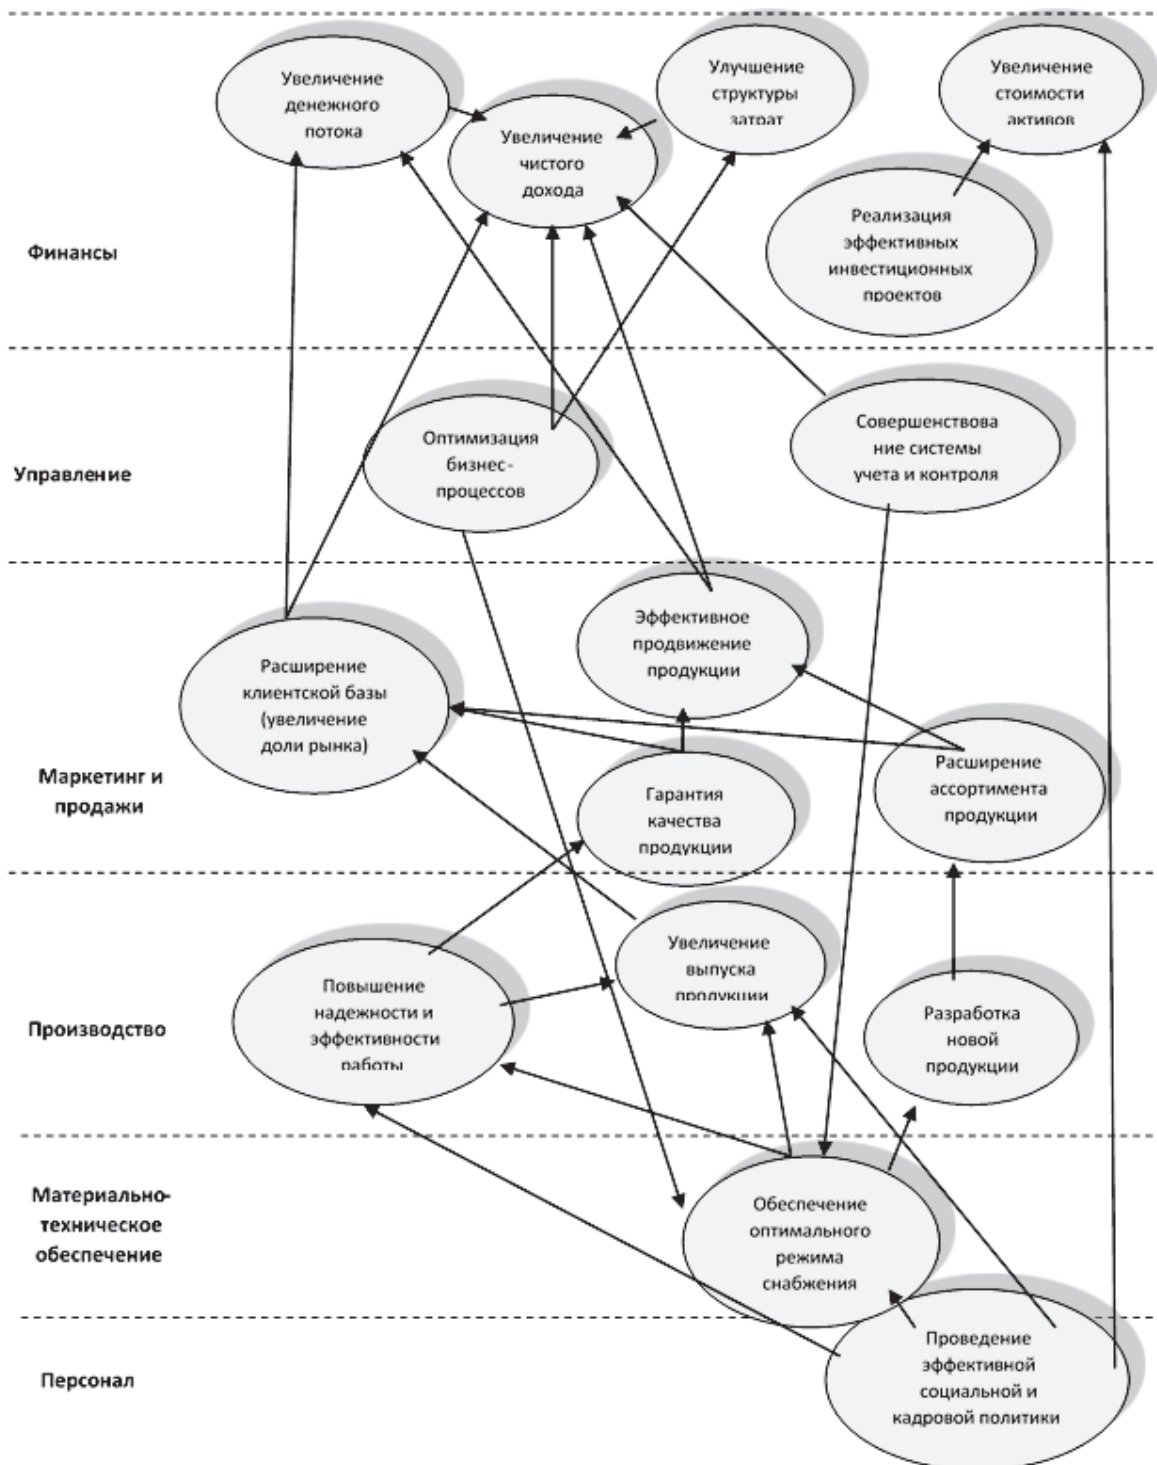 Увеличение
денежного
потока
Увеличение
чистого
дохода
Улучшение
структуры
затрат
Увеличение
стоимости
активов
Реализация
эффективных
инвестиционных
проектов
Финансы
Оптимизация
бизнес-
процессов
Совершенствова
ние системы
учета и контроля
Управление
Эффективное
продвижение
продукции
Расширение
клиентской базы
(увеличение
доли рынка)
Гарантия
качества
продукции
Расширение
ассортимента
продукции
Маркетинг и
продажи
Увеличение
выпуска
продукции
Повышение
надежности и
эффективности
работы
Разработка
новой
продукции
Производство
Материально-
техническое
обеспечение
Обеспечение
оптимального
режима
снабжения
Персонал
Проведение
эффективной
социальной и
кадровой политики